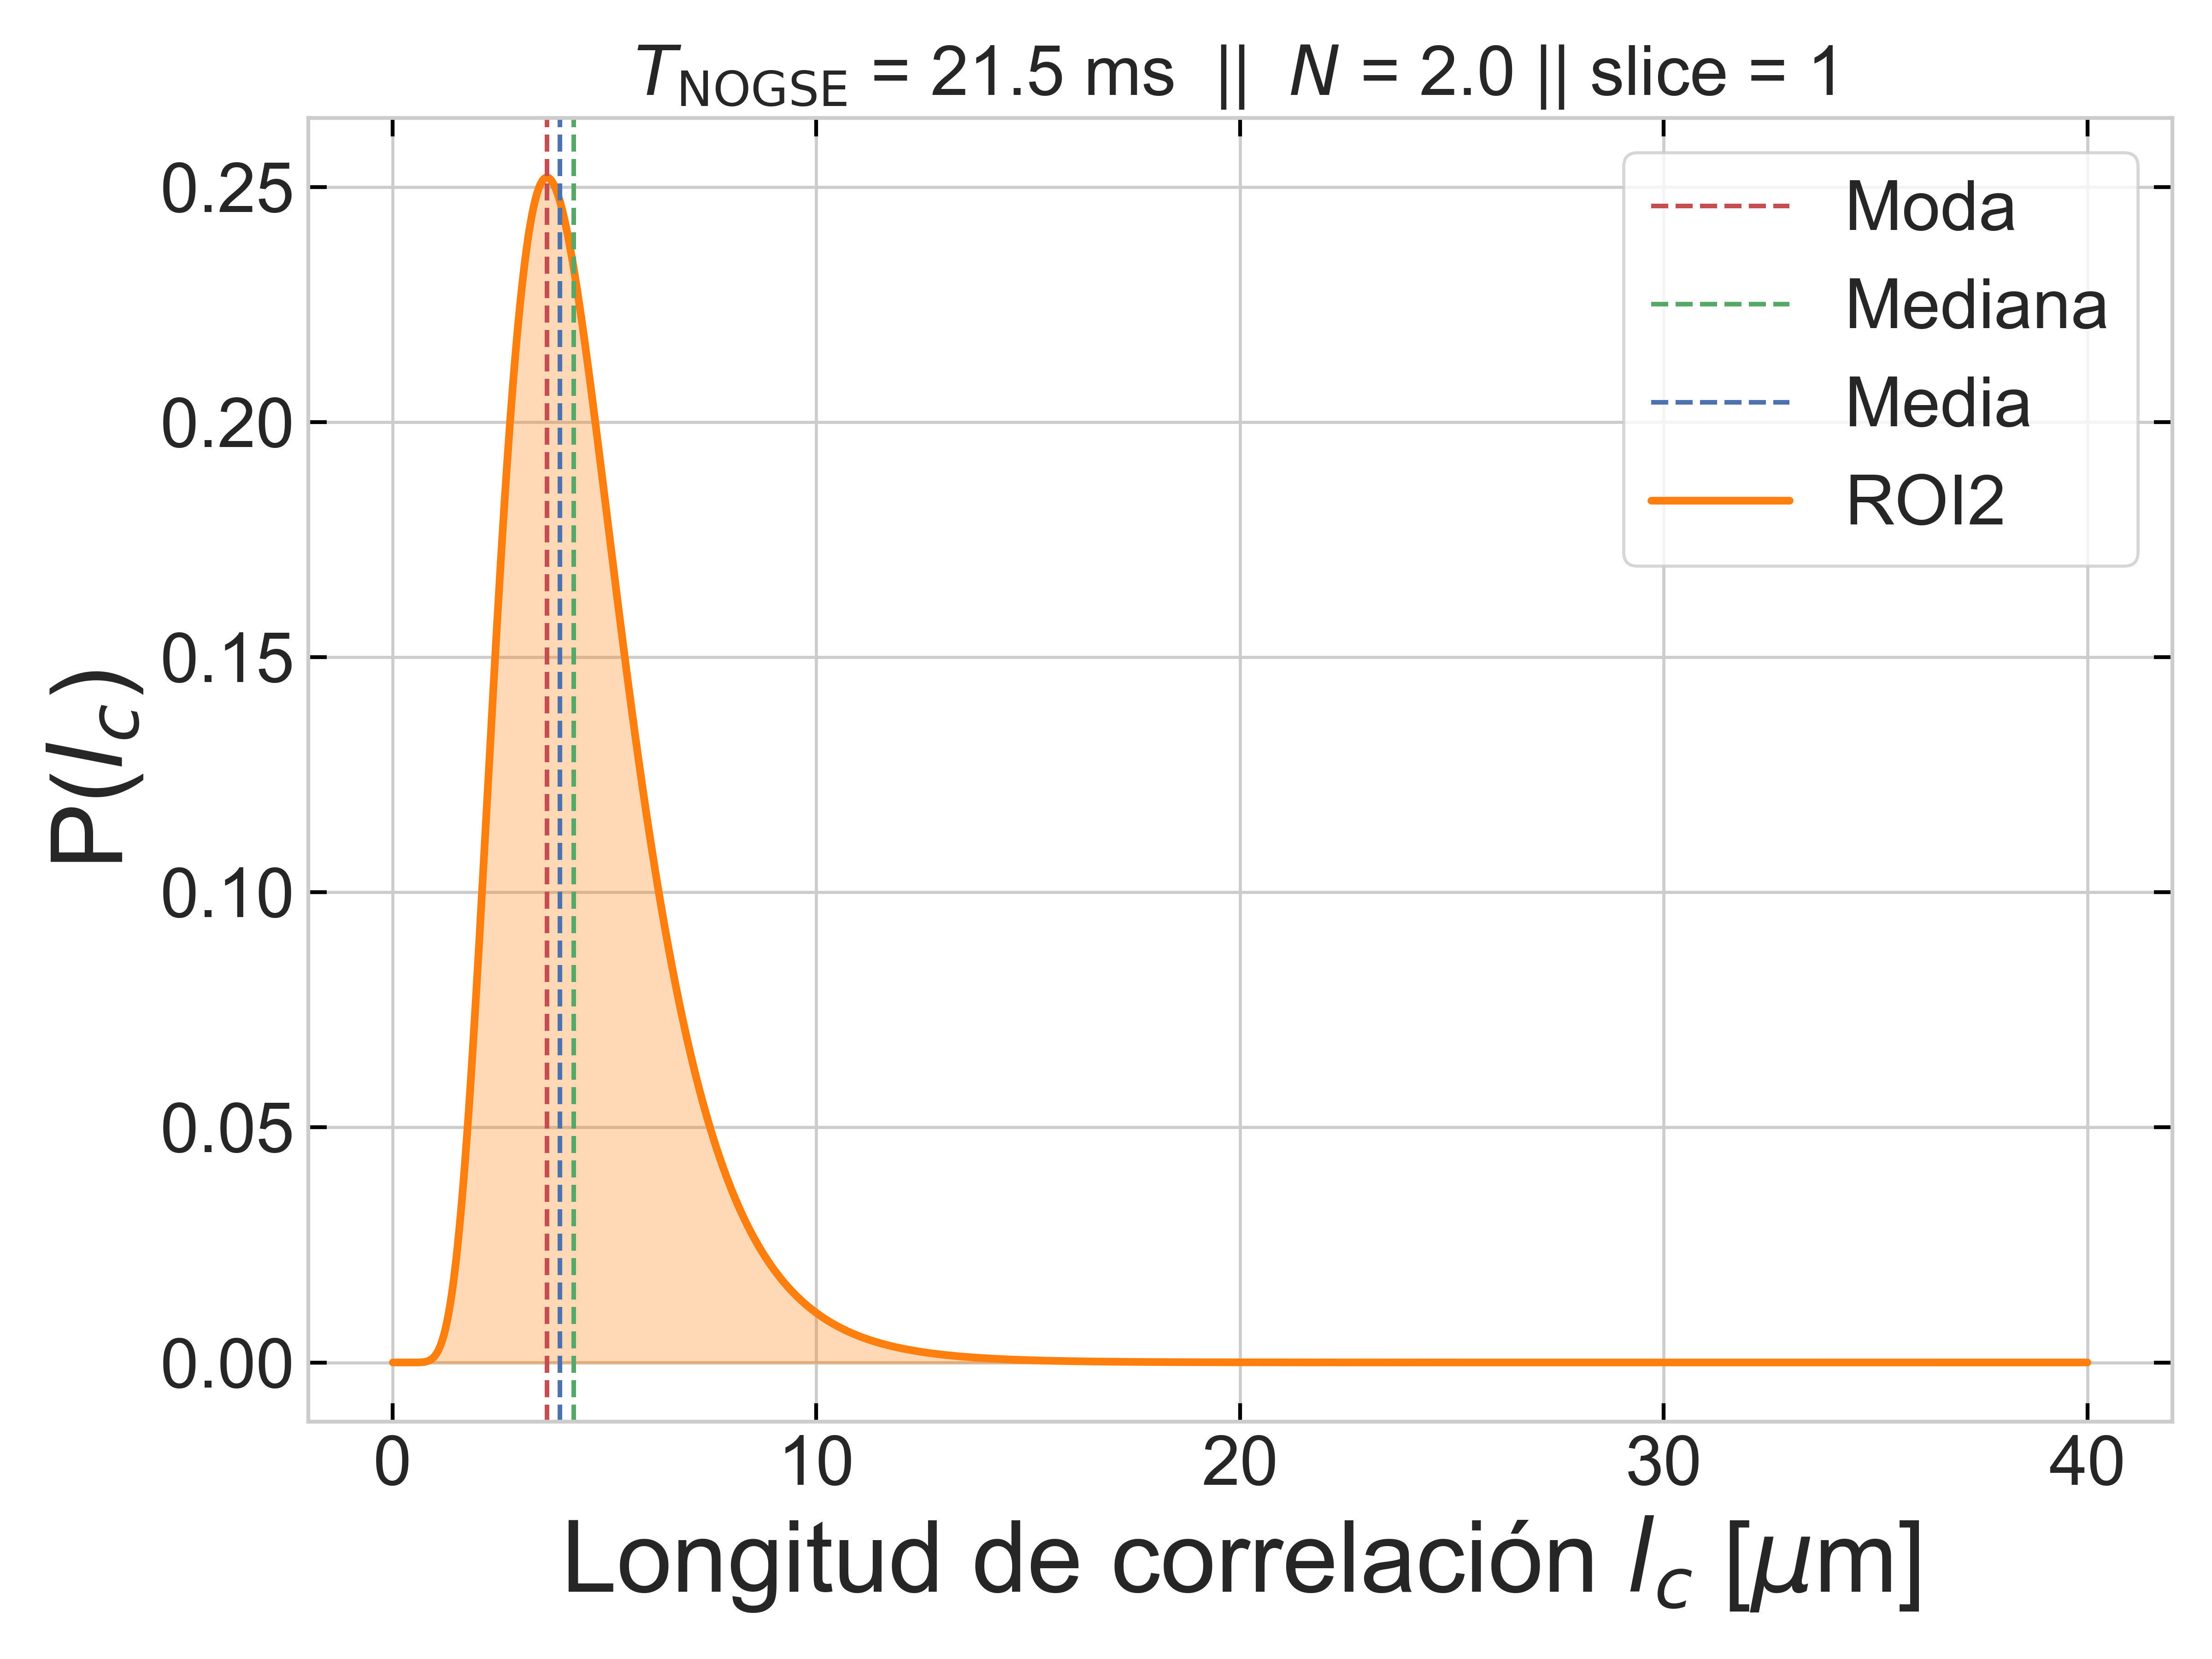 T_NOGSE = 21.5 ms || N = 2.0 || slice = 1
0.25
0.20
0.15
0.10
0.05
0.00
P(l_c)
Moda
Mediana
Media
ROI2
0 10 20 30 40
Longitud de correlación l_c [μm]